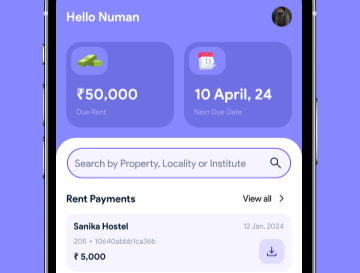 Hello Numan
₹50,000
Due Rent
10 April, 24
Next Due Date
Search by Property, Locality or Institute
Rent Payments
View all
Sanika Hostel
12 Jan, 2024
205 • 10640abbb1ca36b
₹ 5,000